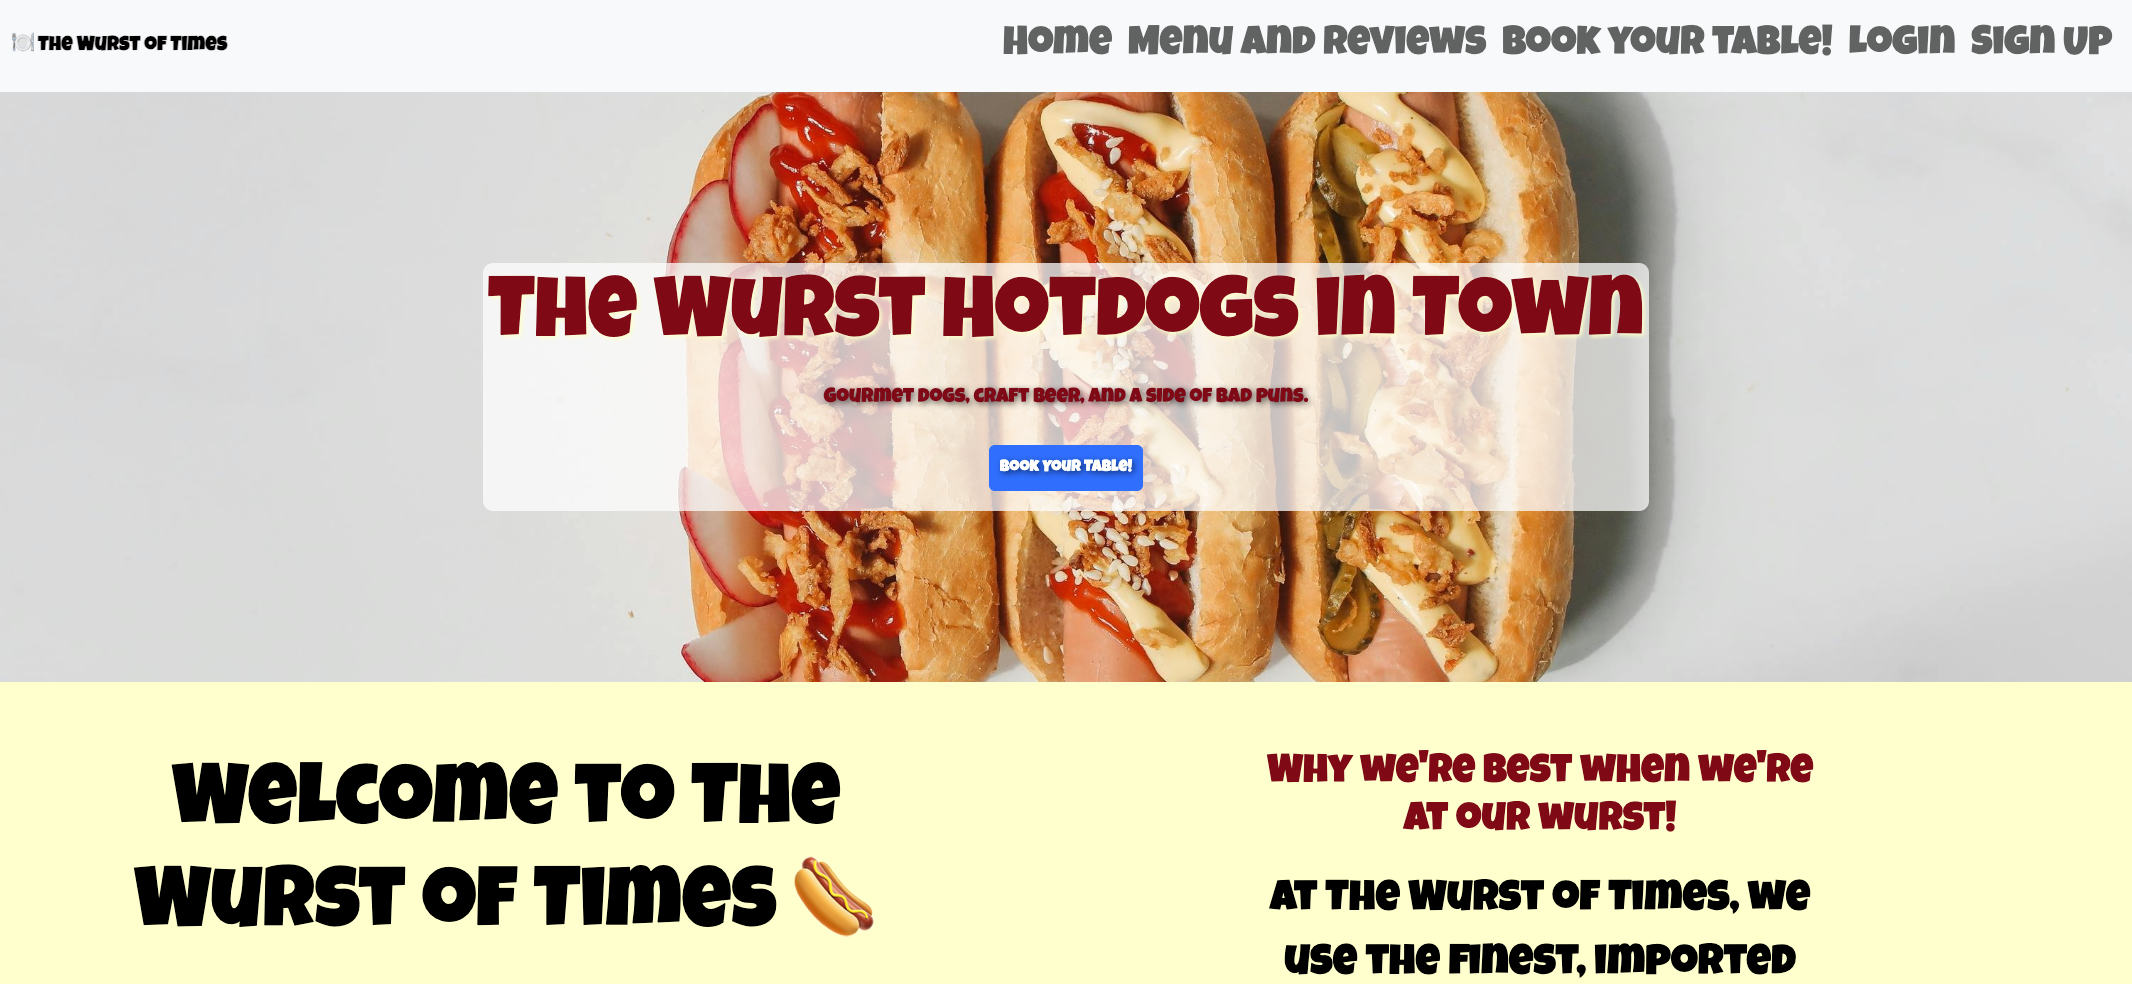 🍽️ The Wurst of Times
Home Menu and Reviews Book Your Table! Login Sign Up
The Wurst Hotdogs in Town
Gourmet dogs, craft beer, and a side of bad puns.
Book Your Table!
Welcome to The
Wurst of Times 🌭
Why we're best when we're
at our wurst!
At The Wurst of Times, we
use the finest, imported